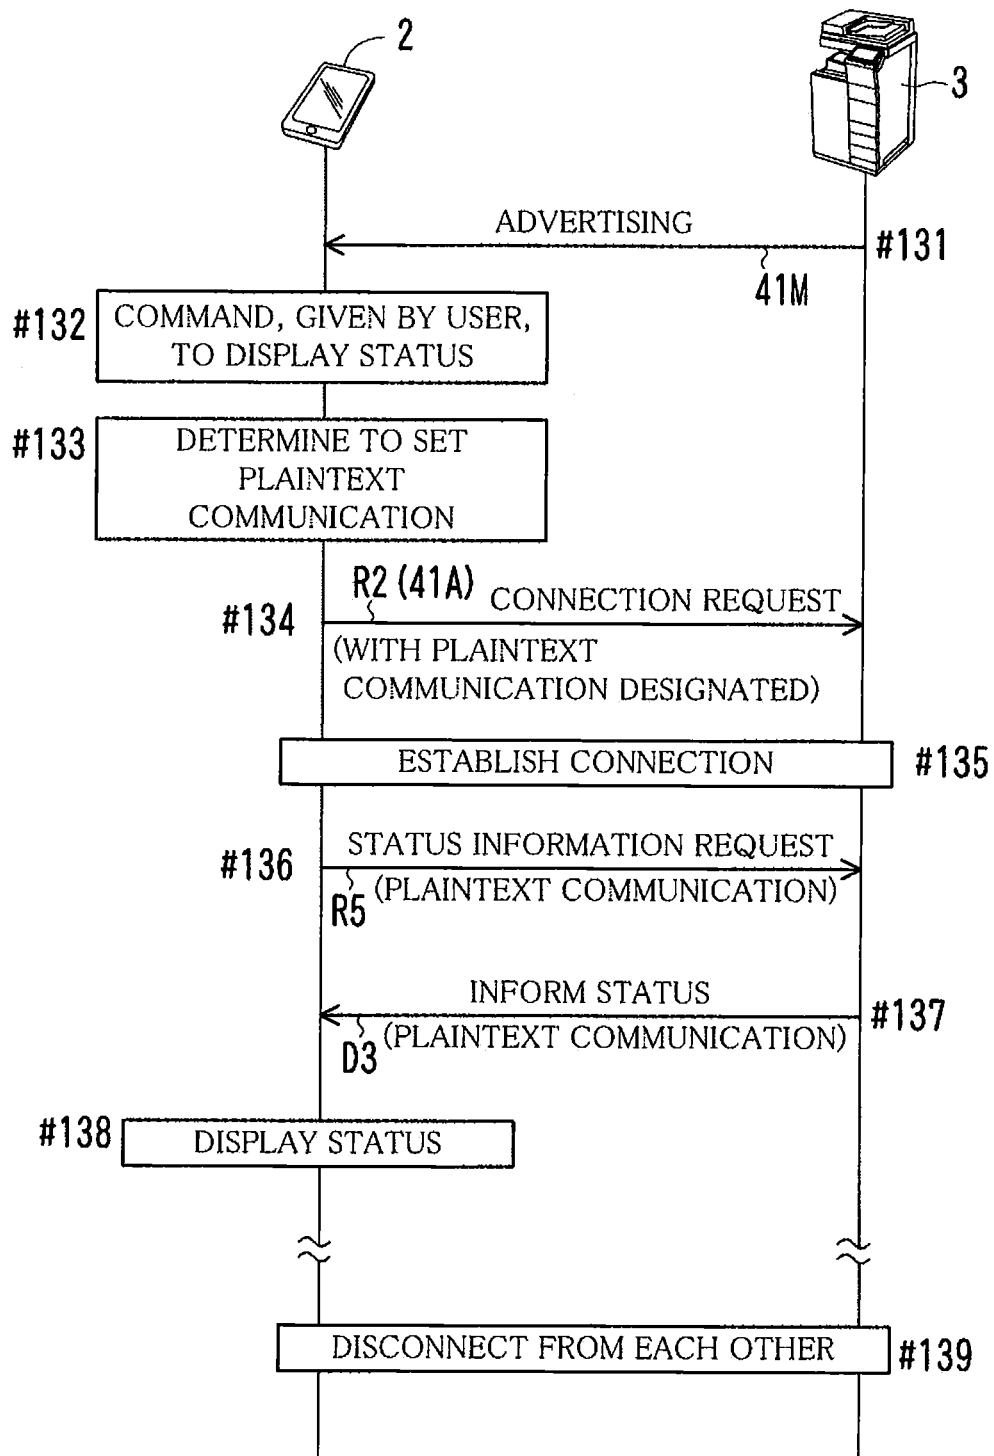 2
3
ADVERTISING
#131
41M
#132
COMMAND, GIVEN BY USER,
TO DISPLAY STATUS
#133
DETERMINE TO SET
PLAINTEXT
COMMUNICATION
R2 (41A)
CONNECTION REQUEST
#134
(WITH PLAINTEXT
COMMUNICATION DESIGNATED)
ESTABLISH CONNECTION
#135
STATUS INFORMATION REQUEST
#136
R5
(PLAINTEXT COMMUNICATION)
INFORM STATUS
#137
D3
(PLAINTEXT COMMUNICATION)
#138
DISPLAY STATUS
DISCONNECT FROM EACH OTHER
#139